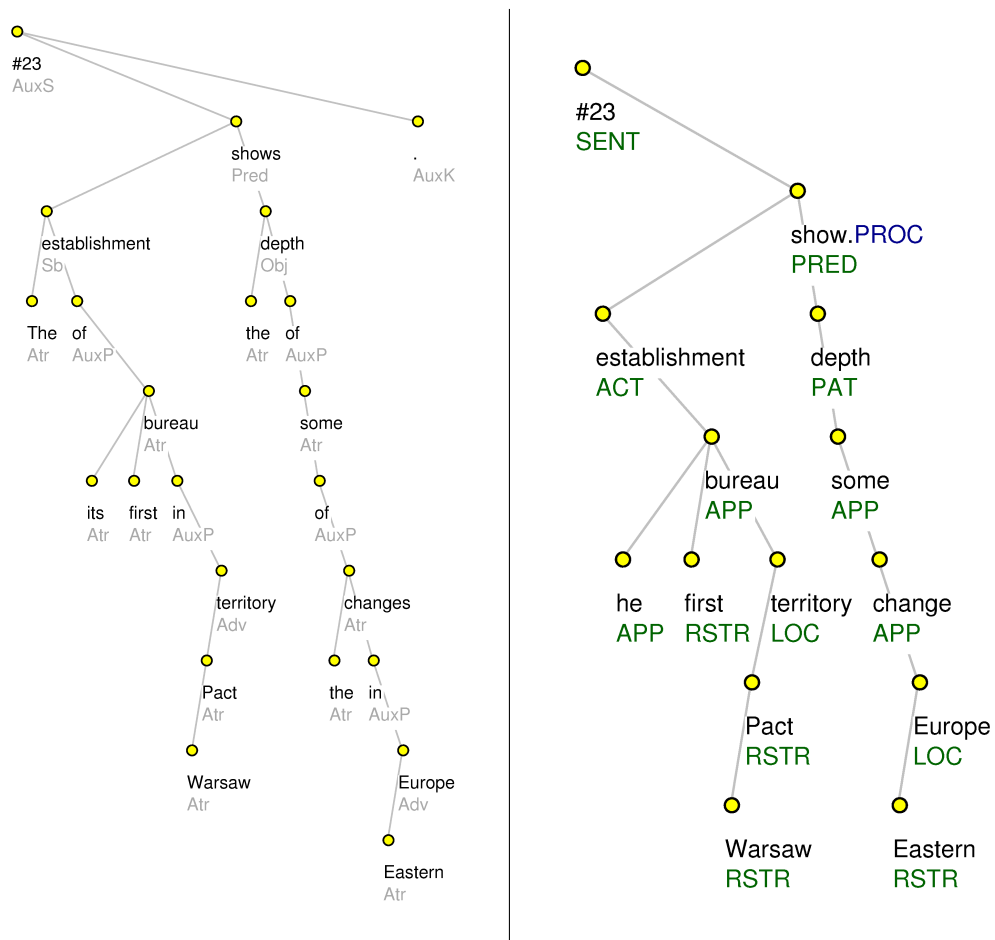 #23
AuxS
shows
Pred
.
AuxK
establishment
Sb
depth
Obj
The
Atr
of
AuxP
the
Atr
of
AuxP
bureau
Atr
some
Atr
its
Atr
first
Atr
in
AuxP
of
AuxP
territory
Adv
changes
Atr
Pact
Atr
the
Atr
in
AuxP
Warsaw
Atr
Europe
Adv
Eastern
Atr
#23
SENT
show.PROC
PRED
establishment
ACT
depth
PAT
bureau
APP
some
APP
he
APP
first
RSTR
territory
LOC
change
APP
Pact
RSTR
Europe
LOC
Warsaw
RSTR
Eastern
RSTR